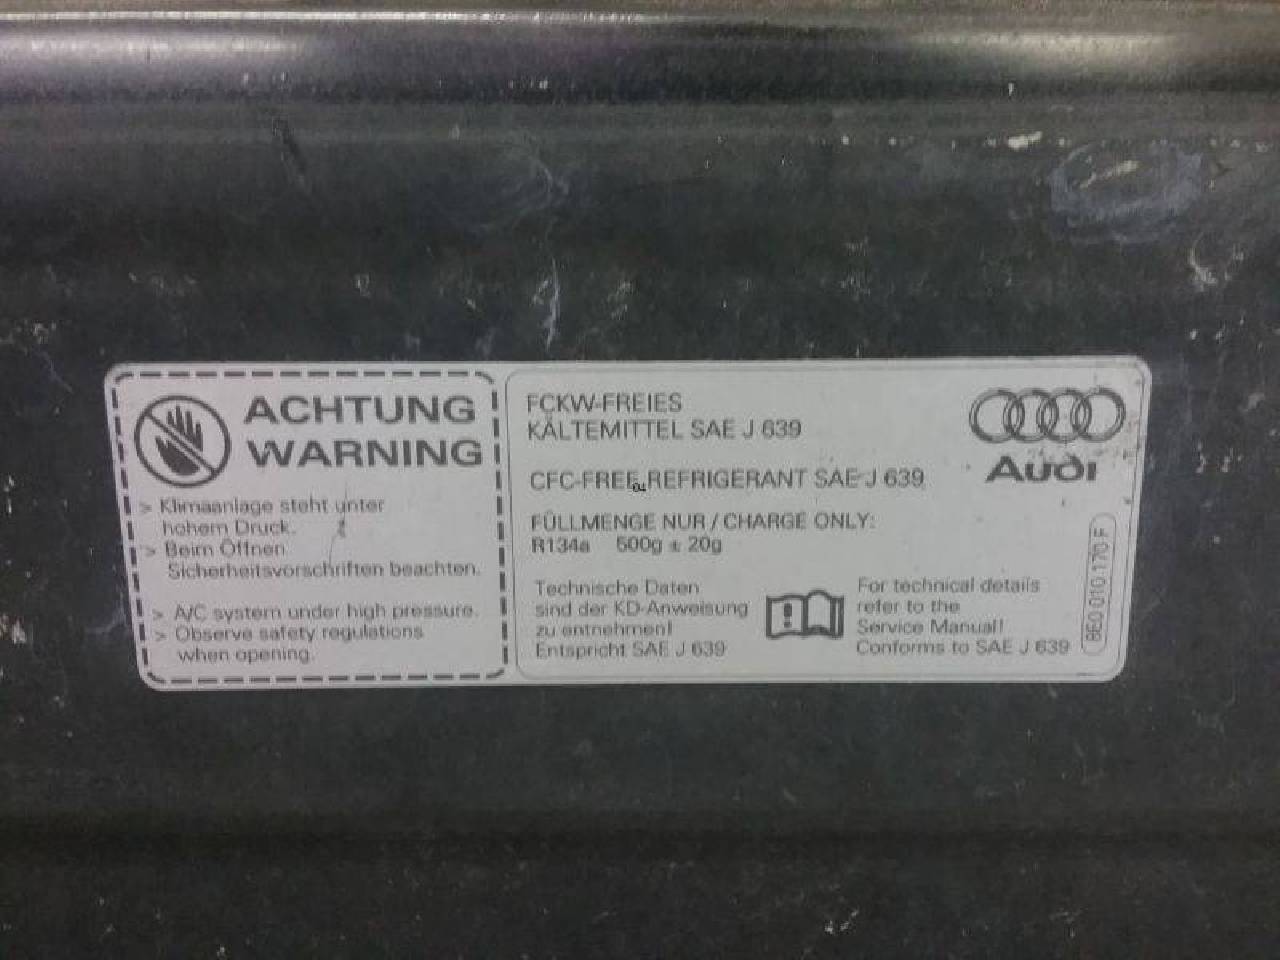 ACHTUNG
WARNING
> Klimaanlage steht unter
hohem Druck.
> Beim Öffnen
Sicherheitsvorschriften beachten.
> A/C system under high pressure.
> Observe safety regulations
when opening.
FCKW-FREIES
KÄLTEMITTEL SAE J 639
CFC-FREE REFRIGERANT SAE J 639
FÜLLMENGE NUR / CHARGE ONLY:
R134a 500g ± 20g
Technische Daten
sind der KD-Anweisung
zu entnehmen!
Entspricht SAE J 639
For technical details
refer to the
Service Manual!
Conforms to SAE J 639
Audi
8E0 010 170 F